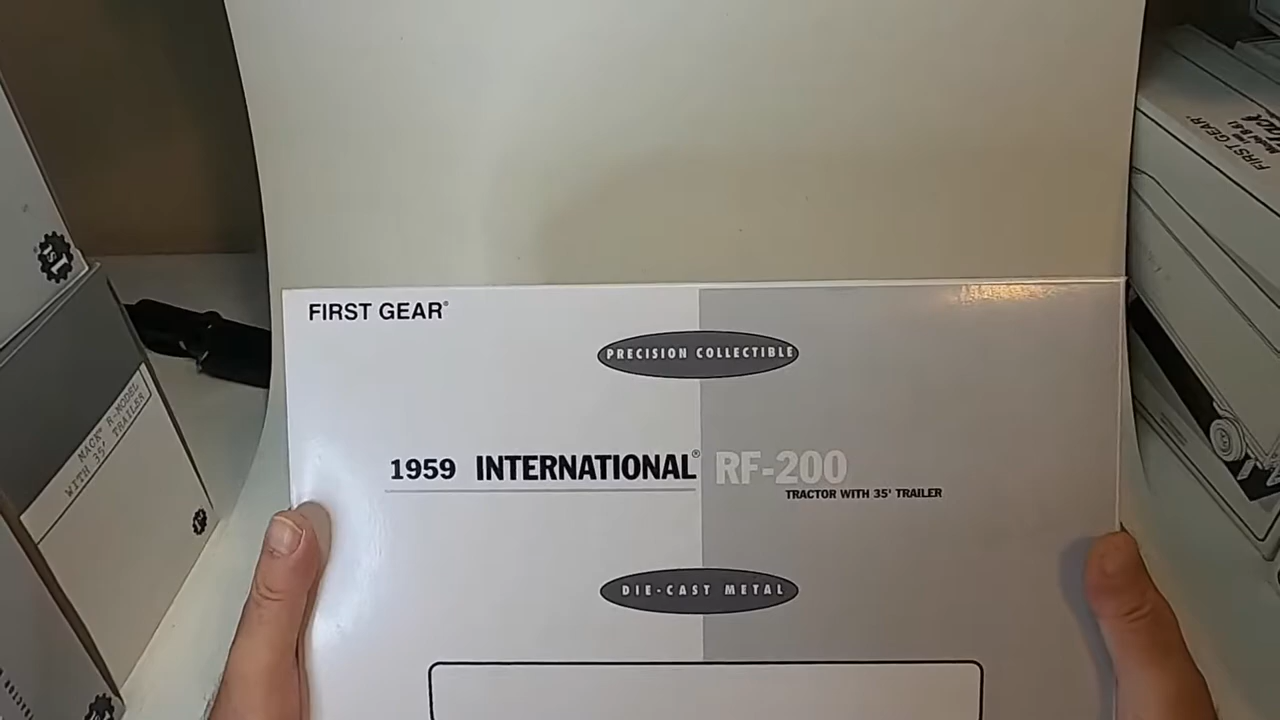 FIRST GEAR®
PRECISION COLLECTIBLE
1959 INTERNATIONAL® RF-200
TRACTOR WITH 35' TRAILER
DIE-CAST METAL
MACK® R-MODEL
WITH 35' TRAILER
FIRST GEAR®